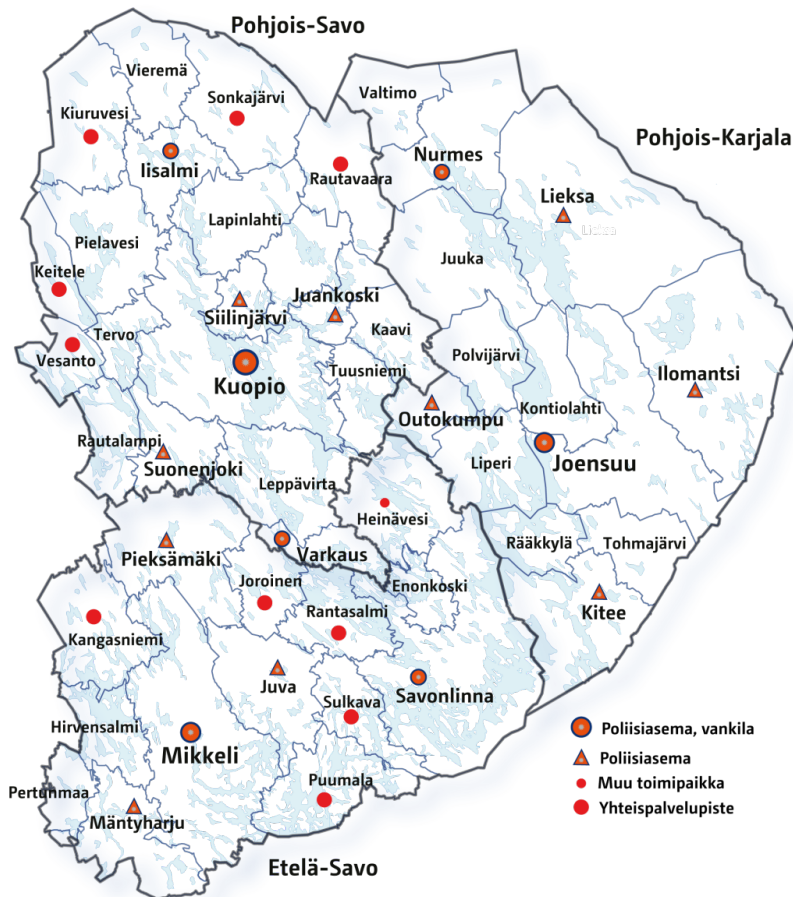 Pohjois-Savo
Vieremä
Sonkajärvi
Kiuruvesi
Iisalmi
Rautavaara
Valtimo
Pohjois-Karjala
Nurmes
Lieksa
Lieksa
Lapinlahti
Pielavesi
Juuka
Keitele
Juankoski
Siilinjärvi
Kaavi
Tervo
Vesanto
Polvijärvi
Tuusniemi
Kuopio
Ilomantsi
Outokumpu
Kontiolahti
Rautalampi
Suonenjoki
Joensuu
Liperi
Leppävirta
Heinävesi
Rääkkylä
Tohmajärvi
Pieksämäki
Varkaus
Joroinen
Enonkoski
Rantasalmi
Kitee
Kangasniemi
Juva
Savonlinna
Sulkava
Hirvensalmi
Mikkeli
Puumala
Pertunmaa
Mäntyharju
Etelä-Savo
Poliisiasema, vankila
Poliisiasema
Muu toimipaikka
Yhteispalvelupiste